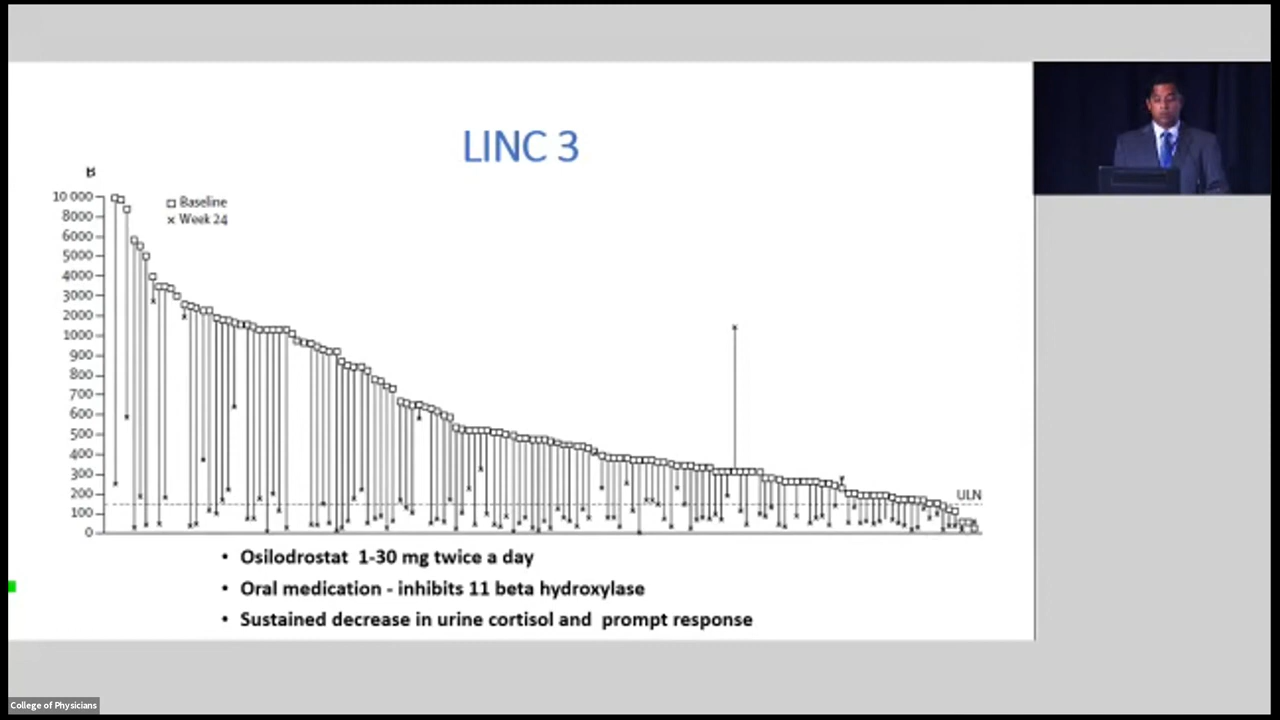 LINC 3
B
10 000
8000
6000
5000
4000
3000
2000
1000
900
800
700
600
500
400
300
200
100
0
Baseline
× Week 24
ULN
• Osilodrostat 1-30 mg twice a day
• Oral medication - inhibits 11 beta hydroxylase
• Sustained decrease in urine cortisol and prompt response
College of Physicians